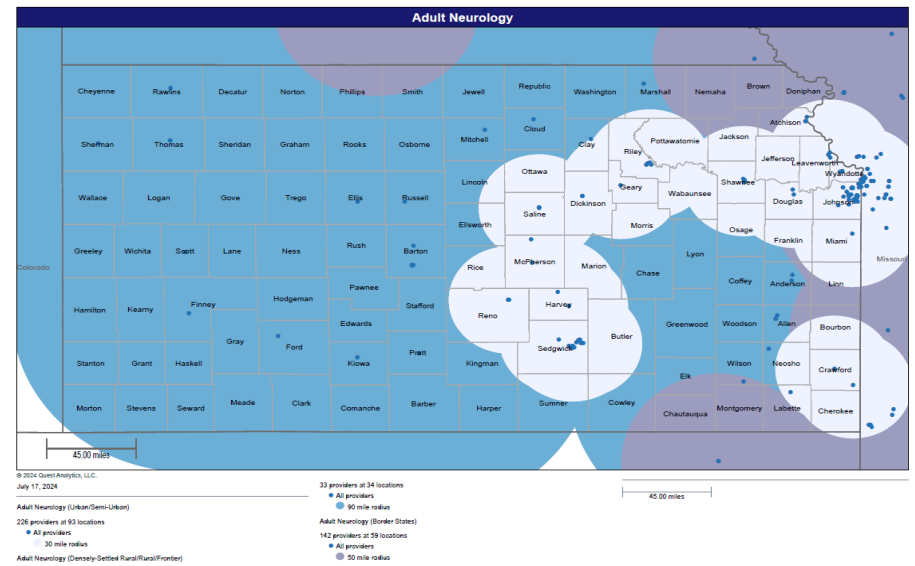 Adult Neurology
Cheyenne Rawlins Decatur Norton Phillips Smith Jewell Republic Washington Marshall Nemaha Brown Doniphan
Atchison
Sherman Thomas Sheridan Graham Rooks Osborne Mitchell Cloud Clay Riley Pottawatomie Jackson Jefferson Leavenworth
Wyandotte
Ottawa
Lincoln Geary Shawnee
Wallace Logan Gove Trego Ellis Russell Saline Dickinson Wabaunsee Douglas Johnson
Ellsworth Morris Osage Franklin Miami
Greeley Wichita Scott Lane Ness Rush Barton Rice McPherson Marion Chase Lyon
Colorado Missouri
Pawnee Coffey Anderson Linn
Hamilton Kearny Finney Hodgeman Stafford Reno Harvey
Gray Ford Edwards Sedgwick Butler Greenwood Woodson Allen Bourbon
Stanton Grant Haskell Kiowa Pratt Kingman Elk Wilson Neosho Crawford
Morton Stevens Seward Meade Clark Comanche Barber Harper Sumner Cowley Chautauqua Montgomery Labette Cherokee
45.00 miles
© 2024 Quest Analytics, LLC.
July 17, 2024
Adult Neurology (Urban/Semi-Urban)
226 providers at 93 locations
All providers
30 mile radius
Adult Neurology (Densely-Settled Rural/Rural/Frontier)
33 providers at 34 locations
All providers
90 mile radius
Adult Neurology (Border States)
142 providers at 59 locations
All providers
50 mile radius
45.00 miles